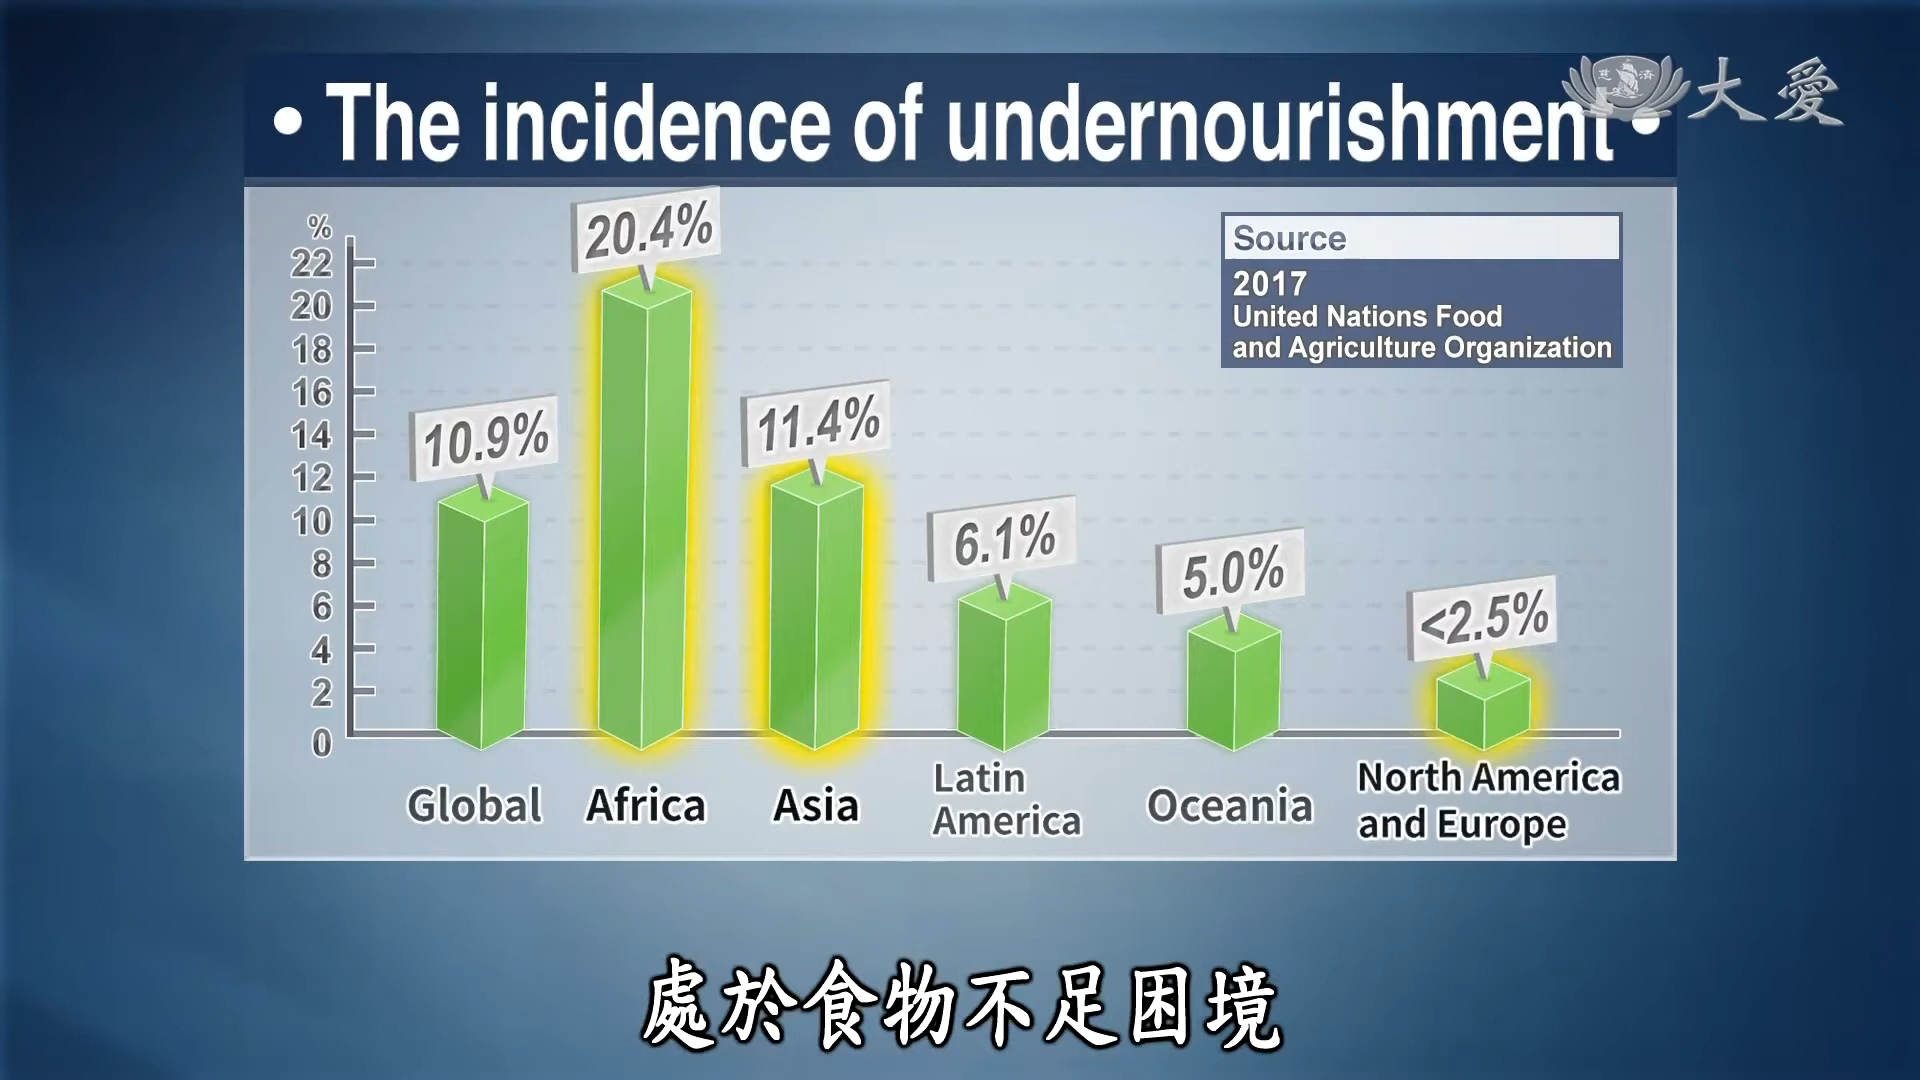 • The incidence of undernourishment •
慈濟
大愛
%
22
20
18
16
14
12
10
8
6
4
2
0
10.9%
20.4%
11.4%
6.1%
5.0%
<2.5%
Source
2017
United Nations Food
and Agriculture Organization
Global
Africa
Asia
Latin
America
Oceania
North America
and Europe
處於食物不足困境